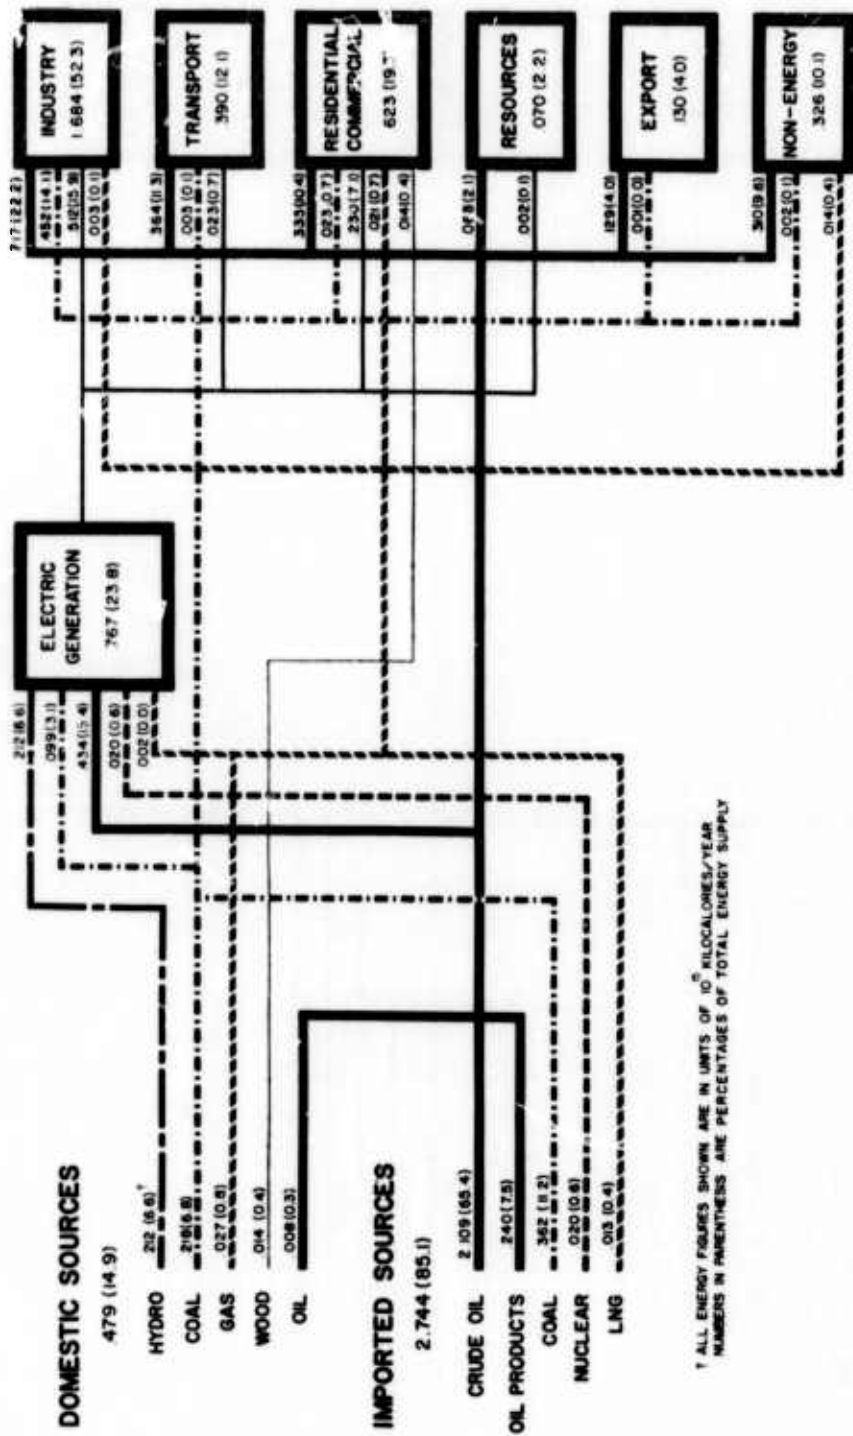 DOMESTIC SOURCES
.479 (14.9)
HYDRO .212 (6.6)†
COAL .218(6.8)
GAS .027(0.8)
WOOD .014 (0.4)
OIL .008(0.3)
IMPORTED SOURCES
2.744 (85.1)
CRUDE OIL 2.109(65.4)
OIL PRODUCTS .240(7.5)
COAL .362 (11.2)
NUCLEAR .020(0.6)
LNG .013 (0.4)
.212(6.6)
.099(3.1)
.020(0.6)
.002(0.0)
ELECTRIC
GENERATION
.767 (23.8)
.717(22.2)
.452(14.1)
.512(15.9)
.003(0.1)
INDUSTRY
1.684 (52.3)
.364(11.3)
.003(0.1)
.023(0.7)
TRANSPORT
.390(12.1)
.333(10.4)
.023(0.7)
.230(7.1)
.021(0.7)
.014(0.4)
RESIDENTIAL
COMMERCIAL
.623
(2.1)
.002(0.1)
RESOURCES
.070(2.2)
.129(4.0)
.001(0.0)
EXPORT
.130(4.0)
.310(9.6)
.002(0.1)
.014(0.4)
NON-ENERGY
.326(10.1)
† ALL ENERGY FIGURES SHOWN ARE IN UNITS OF KILOCALORIES/YEAR
NUMBERS IN PARENTHESIS ARE PERCENTAGES OF TOTAL ENERGY SUPPLY